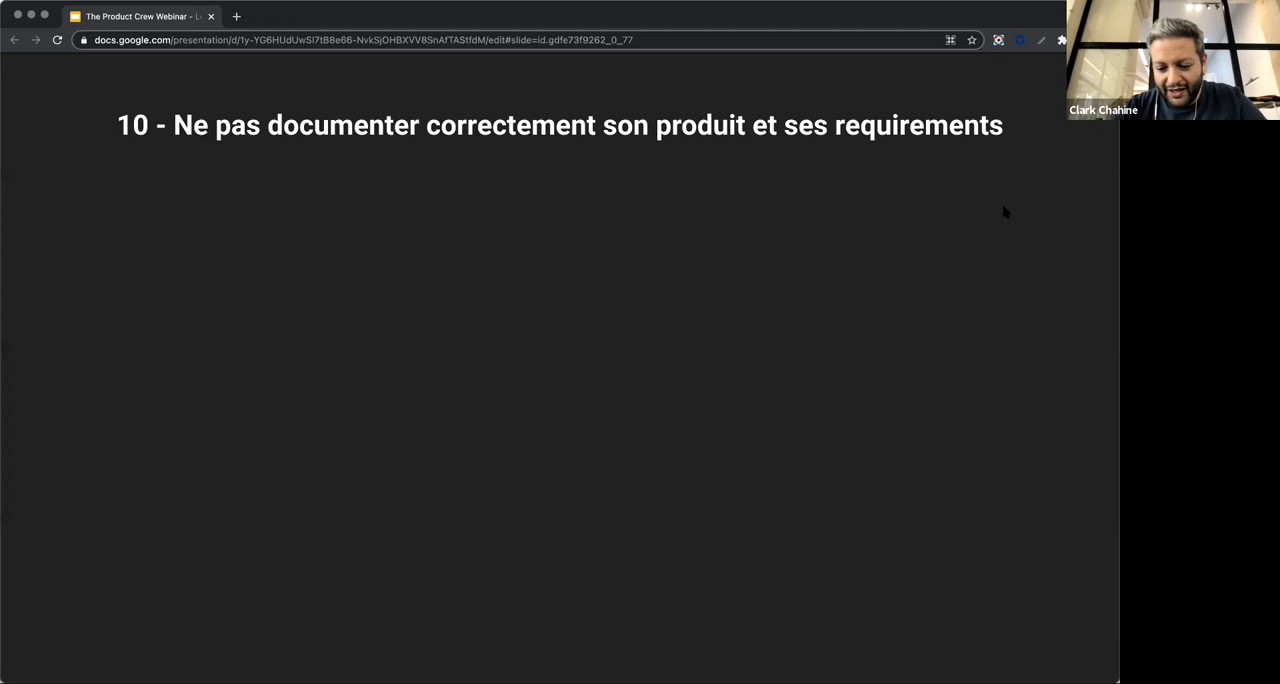 The Product Crew Webinar - L
docs.google.com/presentation/d/1y-YG6HUdUwSI7tB8e66-NvkSjOHBXVV8SnAfTAStfdM/edit#slide=id.gdfe73f9262_0_77
Clark Chahine
10 - Ne pas documenter correctement son produit et ses requirements